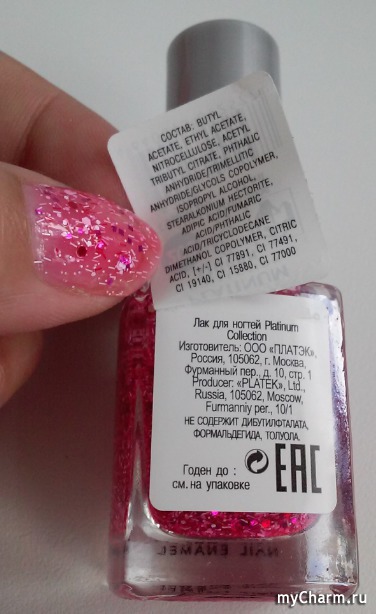 СОСТАВ: BUTYL
ACETATE, ETHYL ACETATE,
NITROCELLULOSE, ACETYL
TRIBUTYL CITRATE, PHTHALIC
ANHYDRIDE/TRIMELLITIC
ANHYDRIDE/GLYCOLS COPOLYMER,
ISOPROPYL ALCOHOL,
STEARALKONIUM HECTORITE,
ADIPIC ACID/FUMARIC
ACID/PHTHALIC
ACID/TRICYCLODECANE
DIMETHANOL COPOLYMER, CITRIC
ACID, [+/-] CI 77891, CI 77491,
CI 19140, CI 15880, CI 77000
Лак для ногтей Platinum
Collection
Изготовитель: ООО «ПЛАТЭК»,
Россия, 105062, г. Москва,
Фурманный пер., д. 10, стр. 1
Producer: «PLATEK», Ltd.,
Russia, 105062, Moscow,
Furmanniy per., 10/1
НЕ СОДЕРЖИТ ДИБУТИЛФТАЛАТА,
ФОРМАЛЬДЕГИДА, ТОЛУОЛА.
Годен до :
см. на упаковке
EAC
NAIL ENAMEL
myCharm.ru